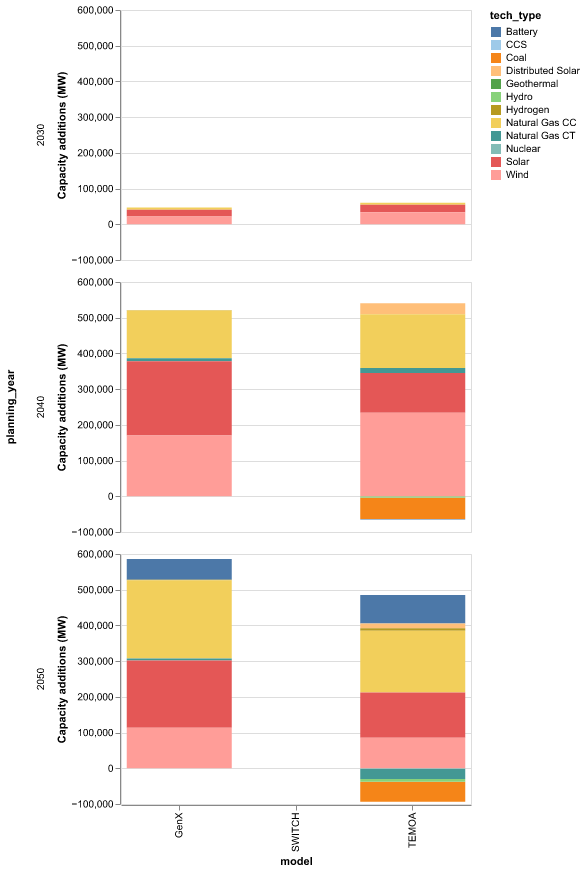 tech_type
Battery
CCS
Coal
Distributed Solar
Geothermal
Hydro
Hydrogen
Natural Gas CC
Natural Gas CT
Nuclear
Solar
Wind
planning_year
2030
Capacity additions (MW)
600,000
500,000
400,000
300,000
200,000
100,000
0
−100,000
2040
Capacity additions (MW)
600,000
500,000
400,000
300,000
200,000
100,000
0
−100,000
2050
Capacity additions (MW)
600,000
500,000
400,000
300,000
200,000
100,000
0
−100,000
GenX
SWITCH
TEMOA
model